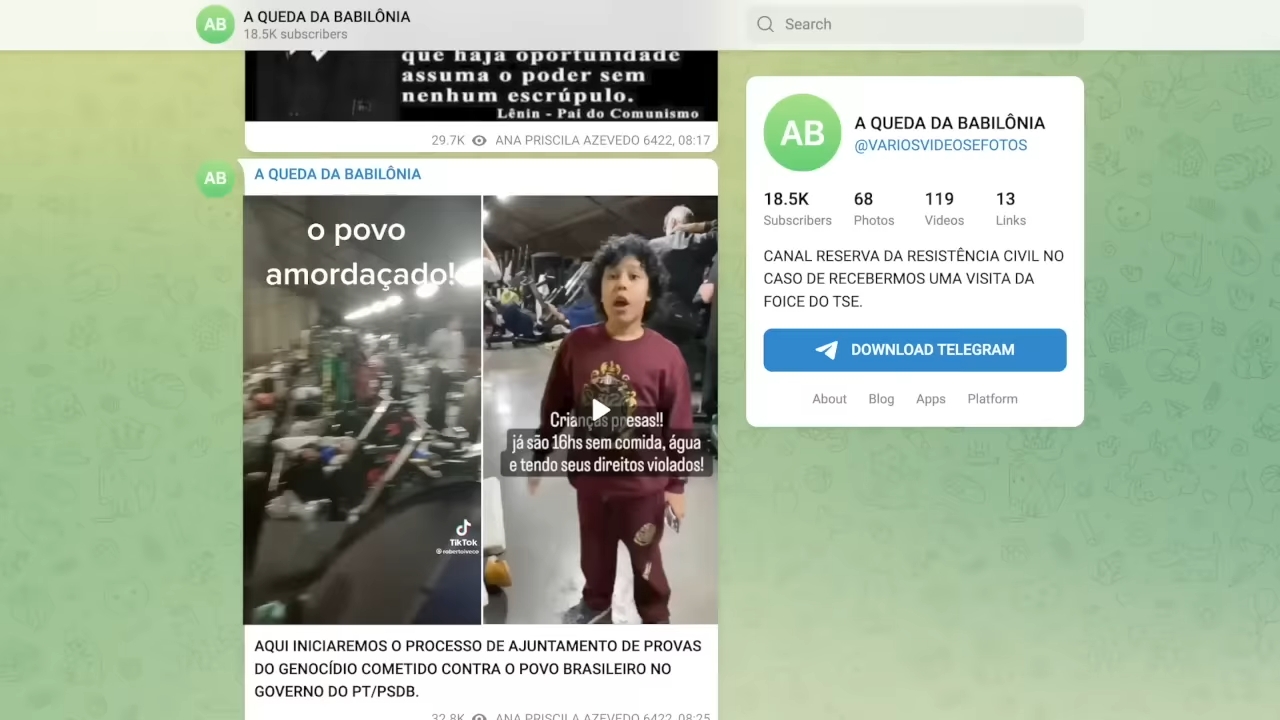 AB
A QUEDA DA BABILÔNIA
18.5K subscribers
Search
que haja oportunidade
assuma o poder sem
nenhum escrúpulo.
Lênin - Pai do Comunismo
29.7K ANA PRISCILA AZEVEDO 6422, 08:17
AB
A QUEDA DA BABILÔNIA
o povo
amordaçado!
TikTok
@robertoiveco
Crianças presas!!
já são 16hs sem comida, água
e tendo seus direitos violados!
AQUI INICIAREMOS O PROCESSO DE AJUNTAMENTO DE PROVAS
DO GENOCÍDIO COMETIDO CONTRA O POVO BRASILEIRO NO
GOVERNO DO PT/PSDB.
32.8K ANA PRISCILA AZEVEDO 6422, 08:25
AB
A QUEDA DA BABILÔNIA
@VARIOSVIDEOSEFOTOS
18.5K 68 119 13
Subscribers Photos Videos Links
CANAL RESERVA DA RESISTÊNCIA CIVIL NO
CASO DE RECEBERMOS UMA VISITA DA
FOICE DO TSE.
DOWNLOAD TELEGRAM
About Blog Apps Platform